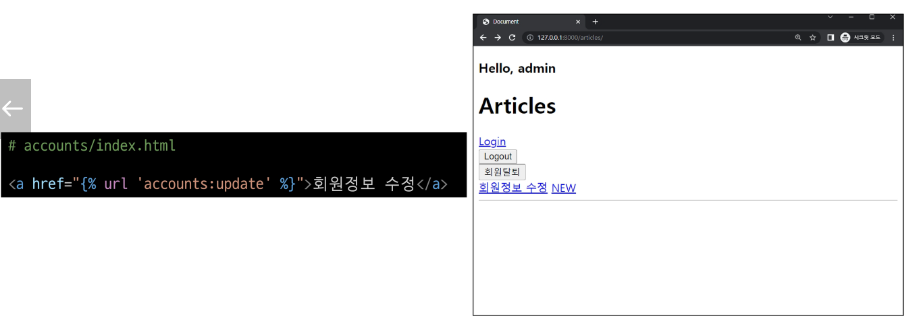 # accounts/index.html
<a href="{% url 'accounts:update' %}">회원정보 수정</a>
Document
127.0.0.1:8000/articles/
시크릿 모드
Hello, admin
Articles
Login
Logout
회원탈퇴
회원정보 수정 NEW